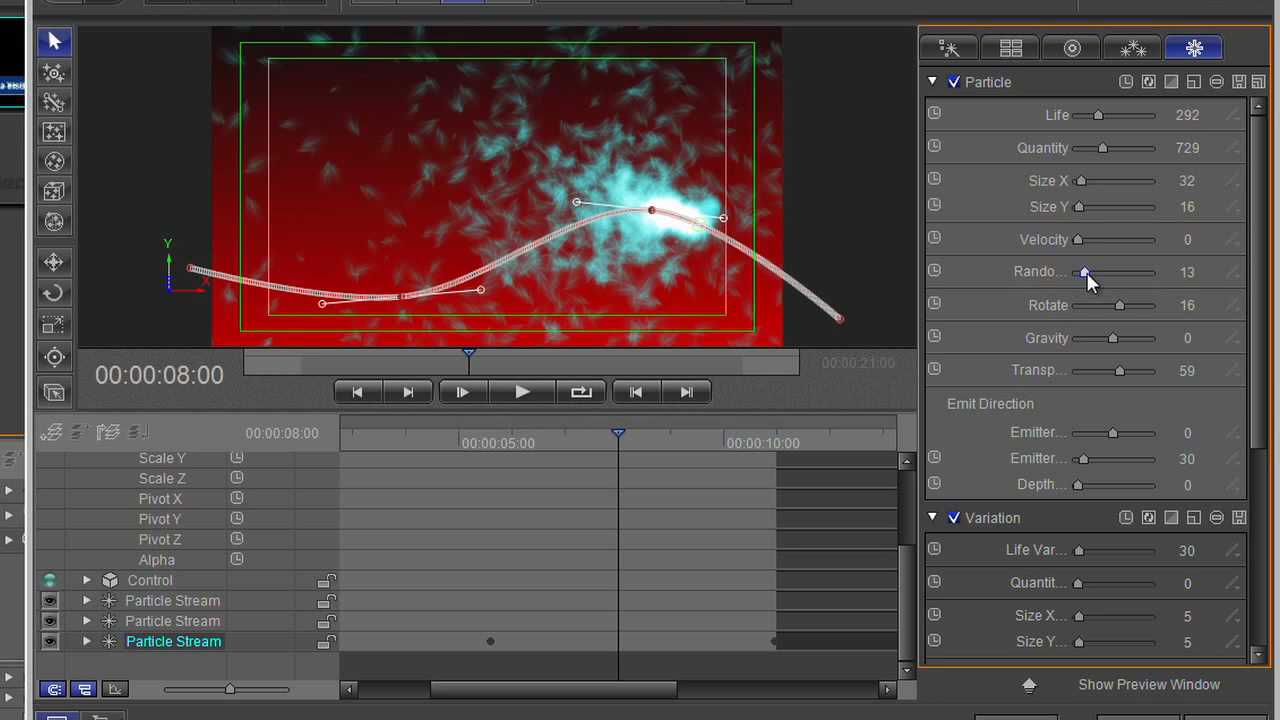 Particle
Life 292
Quantity 729
Size X 32
Size Y 16
Velocity 0
Rando... 13
Rotate 16
Gravity 0
Transp... 59
Emit Direction
Emitter... 0
Emitter... 30
Depth... 0
Variation
Life Var... 30
Quantit... 0
Size X... 5
Size Y... 5
Show Preview Window
Y
X
00:00:08:00
00:00:21:00
00:00:08:00
00:00:05:00
00:00:10:00
Scale Y
Scale Z
Pivot X
Pivot Y
Pivot Z
Alpha
Control
Particle Stream
Particle Stream
Particle Stream